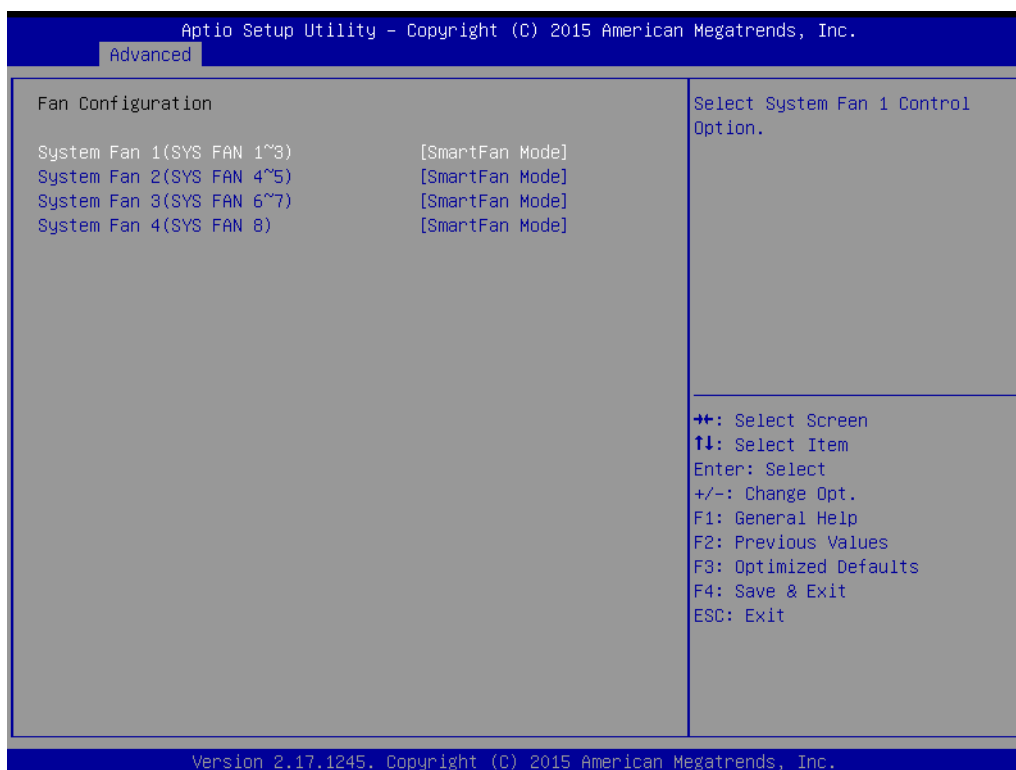 Aptio Setup Utility – Copyright (C) 2015 American Megatrends, Inc.
Advanced
Fan Configuration
System Fan 1(SYS FAN 1~3) [SmartFan Mode]
System Fan 2(SYS FAN 4~5) [SmartFan Mode]
System Fan 3(SYS FAN 6~7) [SmartFan Mode]
System Fan 4(SYS FAN 8) [SmartFan Mode]
Select System Fan 1 Control
Option.
→←: Select Screen
↑↓: Select Item
Enter: Select
+/-: Change Opt.
F1: General Help
F2: Previous Values
F3: Optimized Defaults
F4: Save & Exit
ESC: Exit
Version 2.17.1245. Copyright (C) 2015 American Megatrends, Inc.